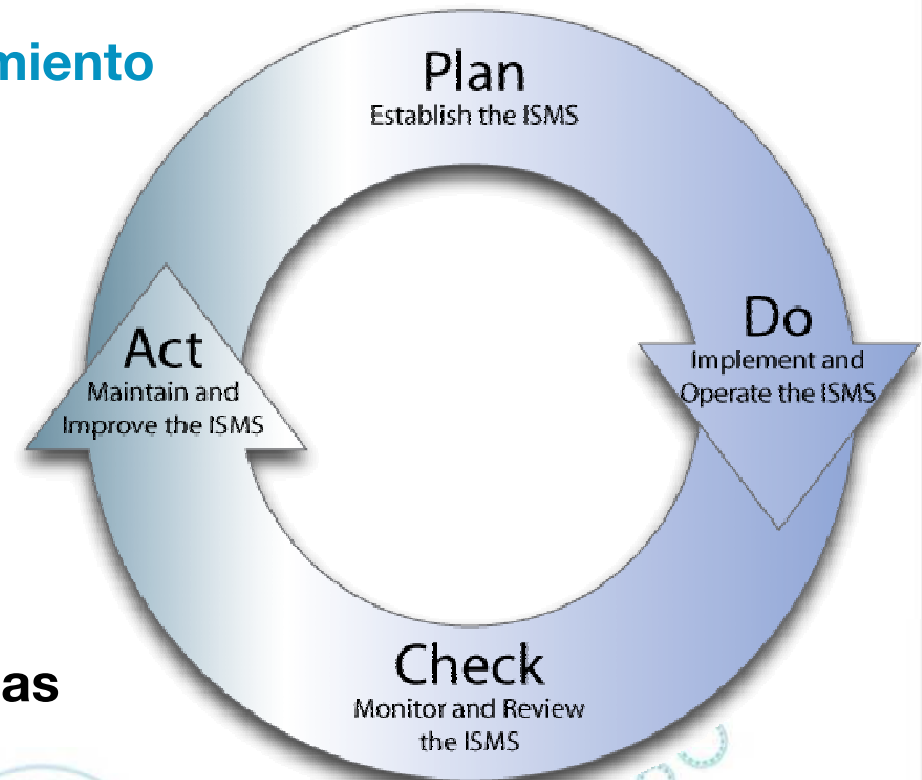 miento
Plan
Establish the ISMS
Do
Implement and
Operate the ISMS
Act
Maintain and
Improve the ISMS
as
Check
Monitor and Review
the ISMS